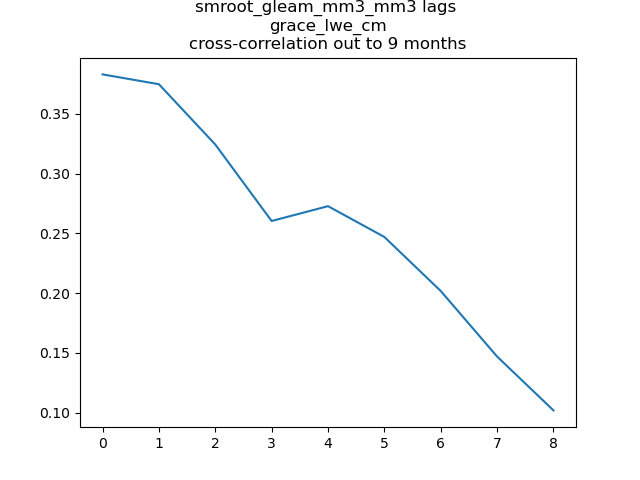 smroot_gleam_mm3_mm3 lags
grace_lwe_cm
cross-correlation out to 9 months
0.35
0.30
0.25
0.20
0.15
0.10
0 1 2 3 4 5 6 7 8